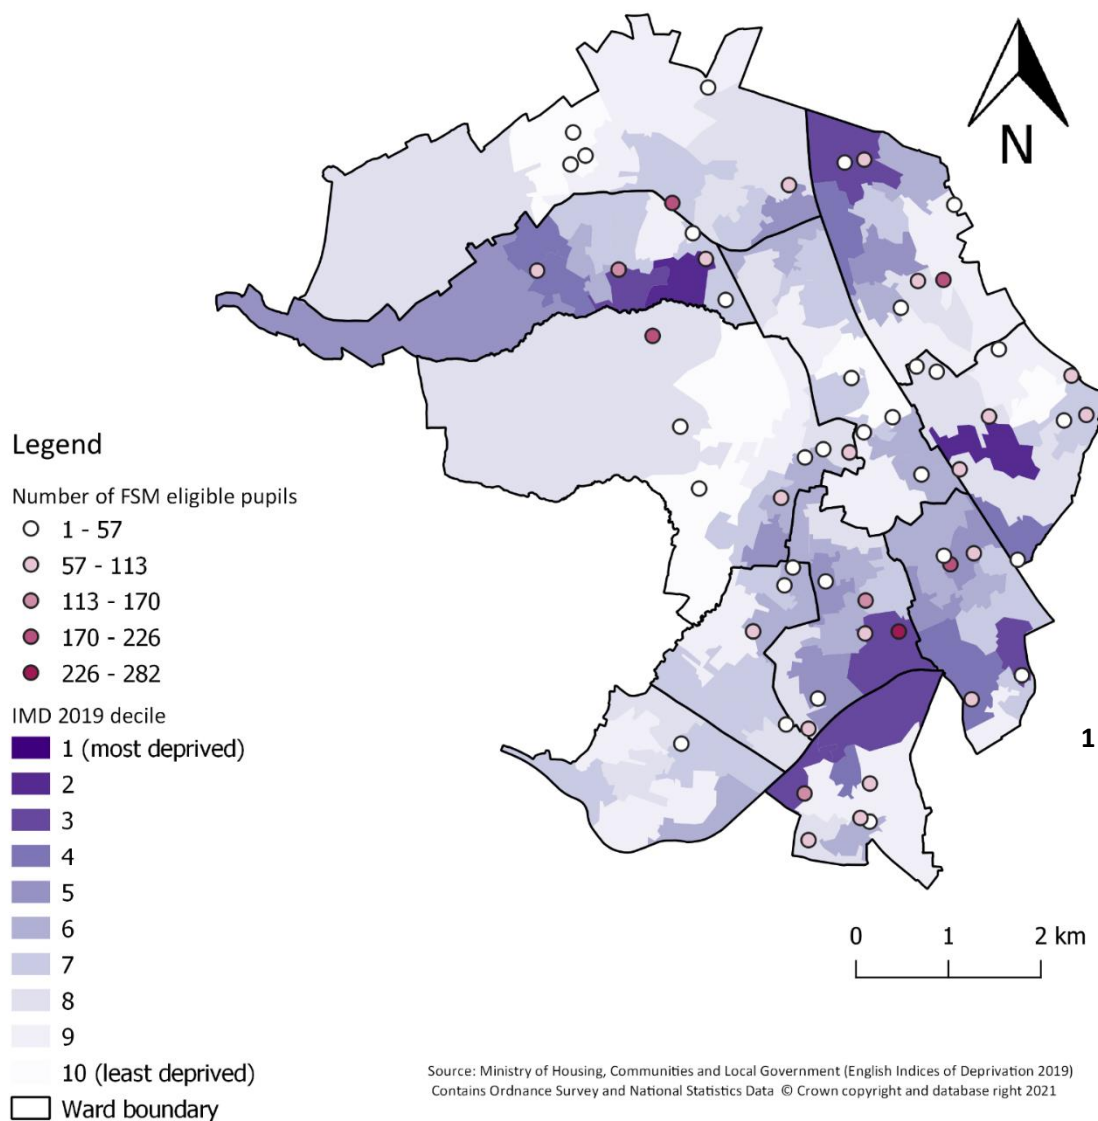 N
Legend
Number of FSM eligible pupils
1 - 57
57 - 113
113 - 170
170 - 226
226 - 282
IMD 2019 decile
1 (most deprived)
2
3
4
5
6
7
8
9
10 (least deprived)
Ward boundary
1
0 1 2 km
Source: Ministry of Housing, Communities and Local Government (English Indices of Deprivation 2019)
Contains Ordnance Survey and National Statistics Data © Crown copyright and database right 2021